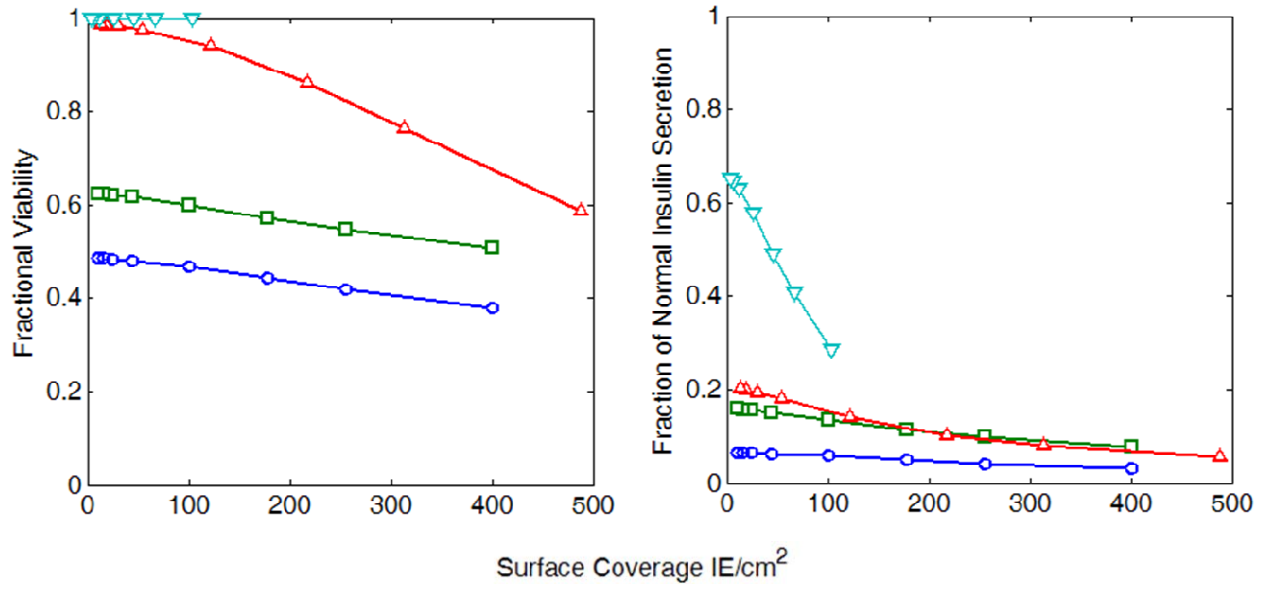 Fractional Viability
1
0.8
0.6
0.4
0.2
0
0 100 200 300 400 500
Fraction of Normal Insulin Secretion
1
0.8
0.6
0.4
0.2
0
0 100 200 300 400 500
Surface Coverage IE/cm²